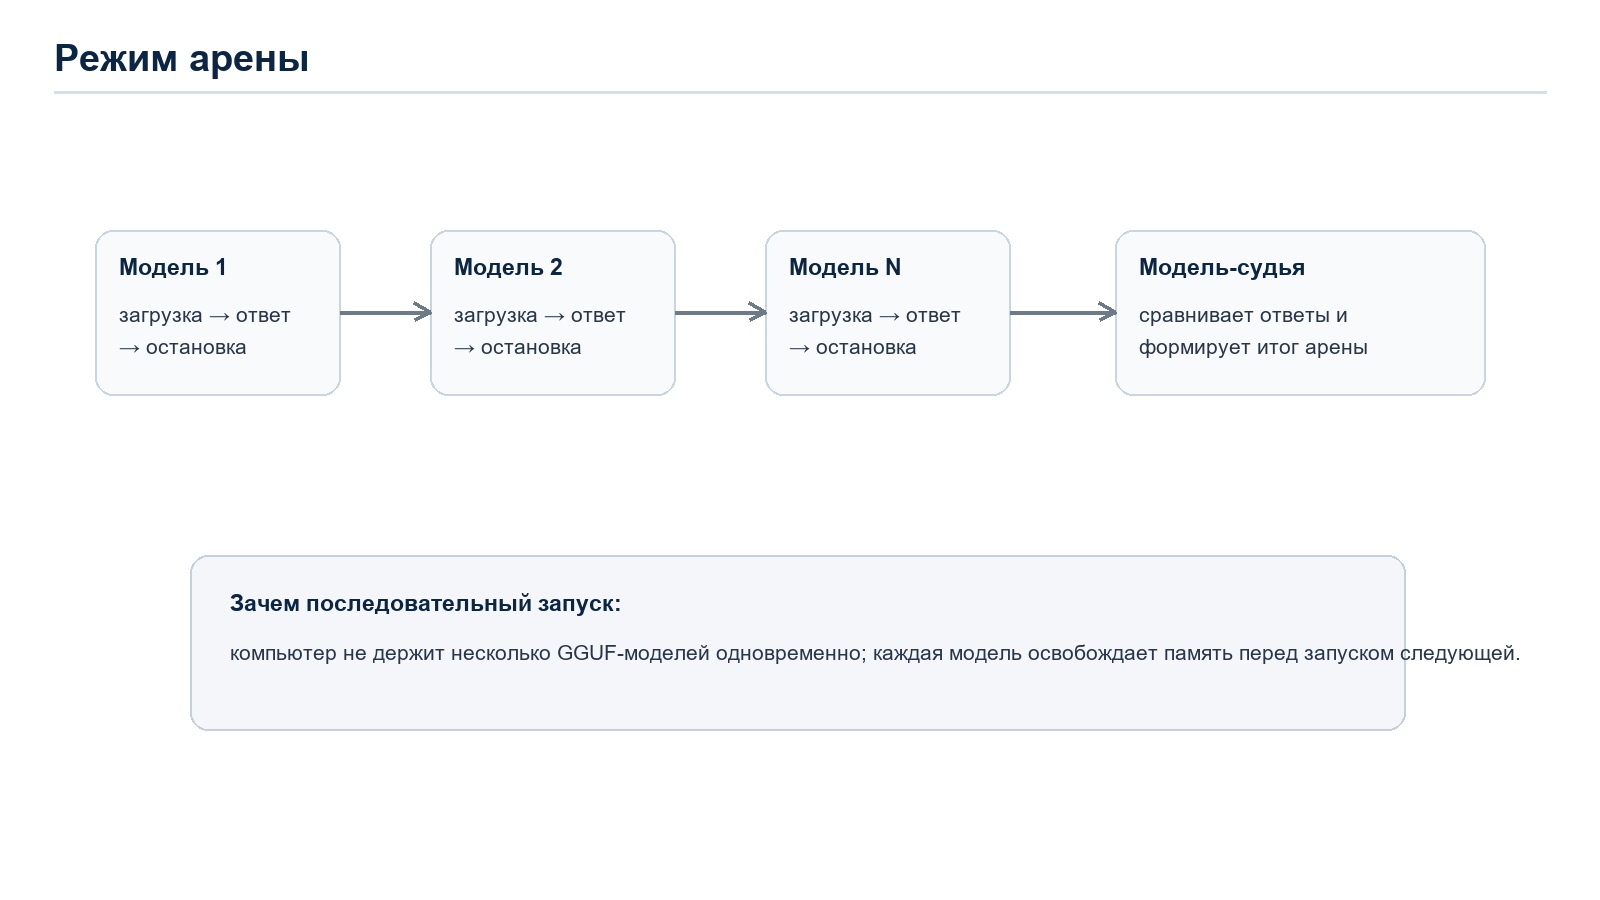 Режим арены
Модель 1
загрузка → ответ
→ остановка
Модель 2
загрузка → ответ
→ остановка
Модель N
загрузка → ответ
→ остановка
Модель-судья
сравнивает ответы и
формирует итог арены
Зачем последовательный запуск:
компьютер не держит несколько GGUF-моделей одновременно; каждая модель освобождает память перед запуском следующей.